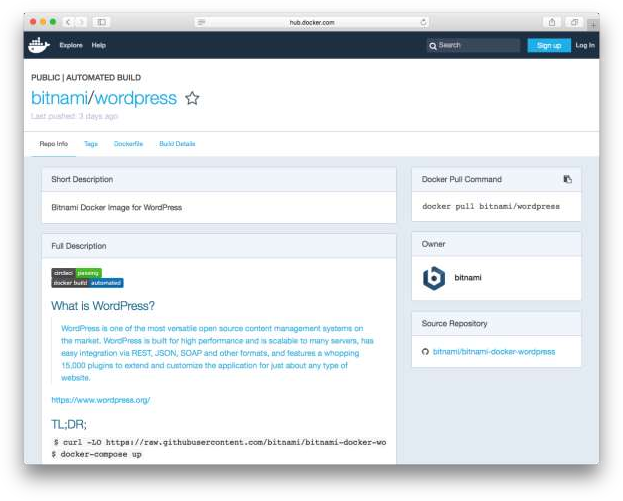 hub.docker.com
Explore Help Search Sign up Log In
PUBLIC | AUTOMATED BUILD
bitnami/wordpress
Last pushed: 3 days ago
Repo Info Tags Dockerfile Build Details
Short Description
Bitnami Docker Image for WordPress
Full Description
circleci passing
docker build automated
What is WordPress?
WordPress is one of the most versatile open source content management systems on
the market. WordPress is built for high performance and is scalable to many servers, has
easy integration via REST, JSON, SOAP and other formats, and features a whopping
15,000 plugins to extend and customize the application for just about any type of
website.
https://www.wordpress.org/
TL;DR;
$ curl -LO https://raw.githubusercontent.com/bitnami/bitnami-docker-wo
$ docker-compose up
Docker Pull Command
docker pull bitnami/wordpress
Owner
bitnami
Source Repository
bitnami/bitnami-docker-wordpress